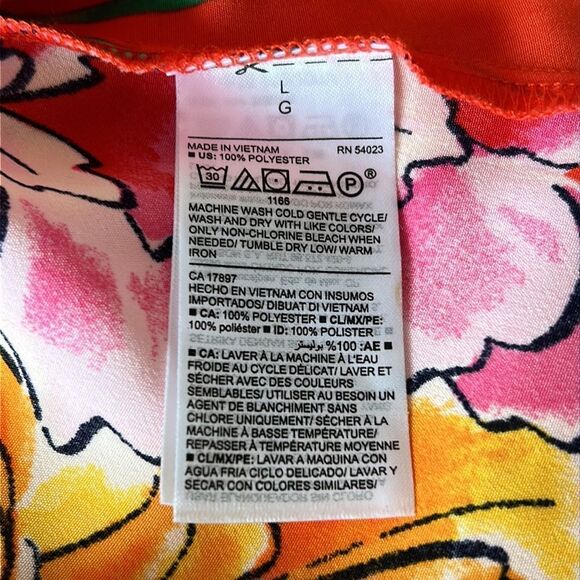 L
G
MADE IN VIETNAM RN 54023
■ US: 100% POLYESTER
30 P ®
1166
MACHINE WASH COLD GENTLE CYCLE/
WASH AND DRY WITH LIKE COLORS/
ONLY NON-CHLORINE BLEACH WHEN
NEEDED/ TUMBLE DRY LOW/ WARM
IRON
CA 17897
HECHO EN VIETNAM CON INSUMOS
IMPORTADOS/ DIBUAT DI VIETNAM
■ CA: 100% POLYESTER ■ CL/MX/PE:
100% poliéster ■ ID: 100% POLISTER
■ AE: 100% بوليستر
■ CA: LAVER À LA MACHINE À L'EAU
FROIDE AU CYCLE DÉLICAT/ LAVER ET
SÉCHER AVEC DES COULEURS
SEMBLABLES/ UTILISER AU BESOIN UN
AGENT DE BLANCHIMENT SANS
CHLORE UNIQUEMENT/ SÉCHER À LA
MACHINE À BASSE TEMPÉRATURE/
REPASSER À TEMPÉRATURE MOYENNE
■ CL/MX/PE: LAVAR A MAQUINA CON
AGUA FRIA CICLO DELICADO/ LAVAR Y
SECAR CON COLORES SIMILARES/